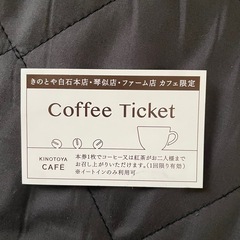 きのとや白石本店・琴似店・ファーム店 カフェ限定
Coffee Ticket
KINOTOYA
CAFÉ
本券1枚でコーヒー又は紅茶がお二人様まで
お召し上がりいただけます。(1回限り有効)
※イートインのみ利用可